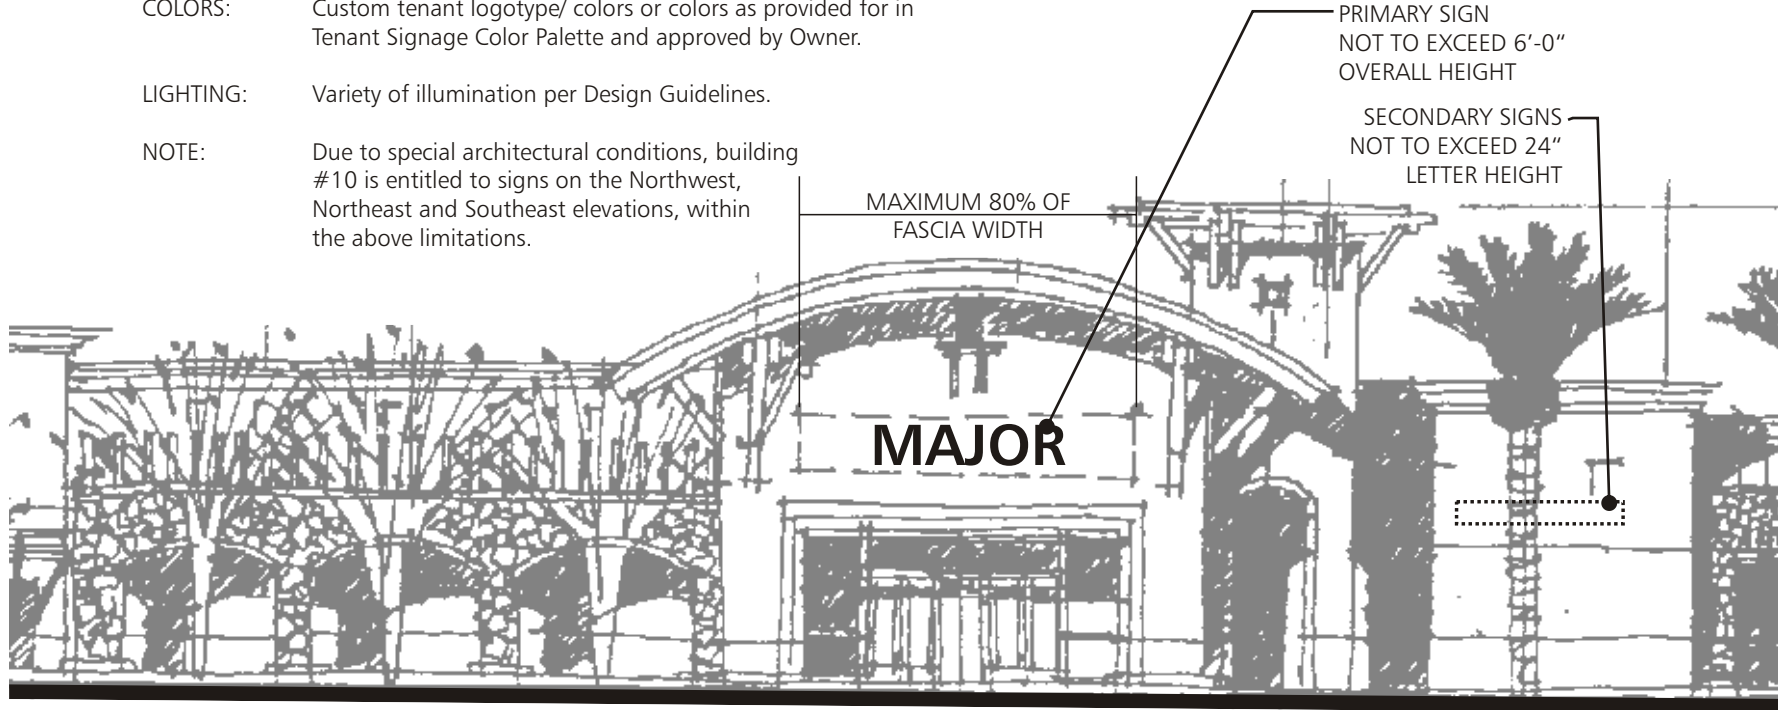 COLORS: Custom tenant logotype/ colors or colors as provided for in
Tenant Signage Color Palette and approved by Owner.
LIGHTING: Variety of illumination per Design Guidelines.
NOTE: Due to special architectural conditions, building
#10 is entitled to signs on the Northwest,
Northeast and Southeast elevations, within
the above limitations.
PRIMARY SIGN
NOT TO EXCEED 6’-0”
OVERALL HEIGHT
SECONDARY SIGNS
NOT TO EXCEED 24”
LETTER HEIGHT
MAXIMUM 80% OF
FASCIA WIDTH
MAJOR